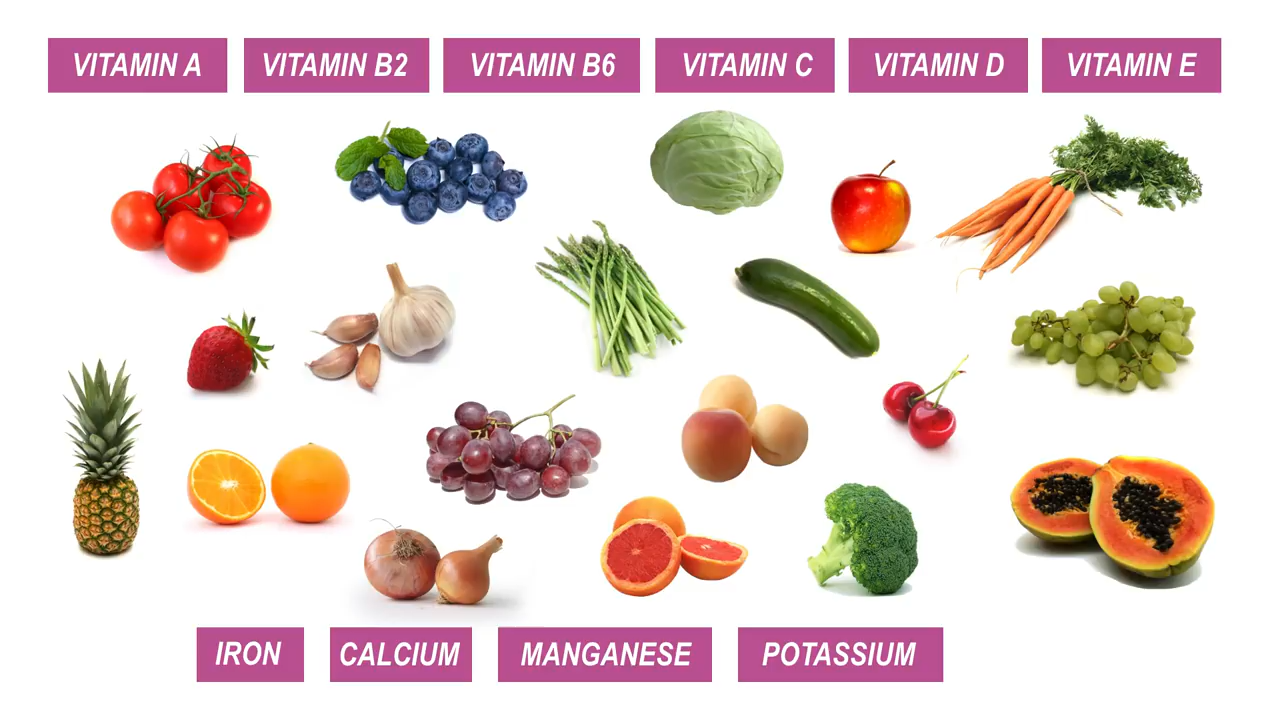 VITAMIN A
VITAMIN B2
VITAMIN B6
VITAMIN C
VITAMIN D
VITAMIN E
IRON
CALCIUM
MANGANESE
POTASSIUM